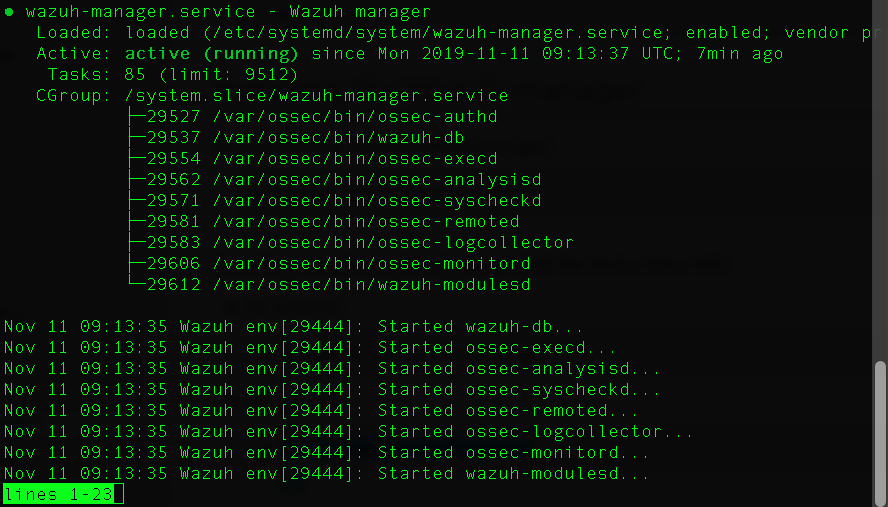 ● wazuh-manager.service - Wazuh manager
   Loaded: loaded (/etc/systemd/system/wazuh-manager.service; enabled; vendor pr
   Active: active (running) since Mon 2019-11-11 09:13:37 UTC; 7min ago
    Tasks: 85 (limit: 9512)
   CGroup: /system.slice/wazuh-manager.service
           ├─29527 /var/ossec/bin/ossec-authd
           ├─29537 /var/ossec/bin/wazuh-db
           ├─29554 /var/ossec/bin/ossec-execd
           ├─29562 /var/ossec/bin/ossec-analysisd
           ├─29571 /var/ossec/bin/ossec-syscheckd
           ├─29581 /var/ossec/bin/ossec-remoted
           ├─29583 /var/ossec/bin/ossec-logcollector
           ├─29606 /var/ossec/bin/ossec-monitord
           └─29612 /var/ossec/bin/wazuh-modulesd

Nov 11 09:13:35 Wazuh env[29444]: Started wazuh-db...
Nov 11 09:13:35 Wazuh env[29444]: Started ossec-execd...
Nov 11 09:13:35 Wazuh env[29444]: Started ossec-analysisd...
Nov 11 09:13:35 Wazuh env[29444]: Started ossec-syscheckd...
Nov 11 09:13:35 Wazuh env[29444]: Started ossec-remoted...
Nov 11 09:13:35 Wazuh env[29444]: Started ossec-logcollector...
Nov 11 09:13:35 Wazuh env[29444]: Started ossec-monitord...
Nov 11 09:13:35 Wazuh env[29444]: Started wazuh-modulesd...
lines 1-23